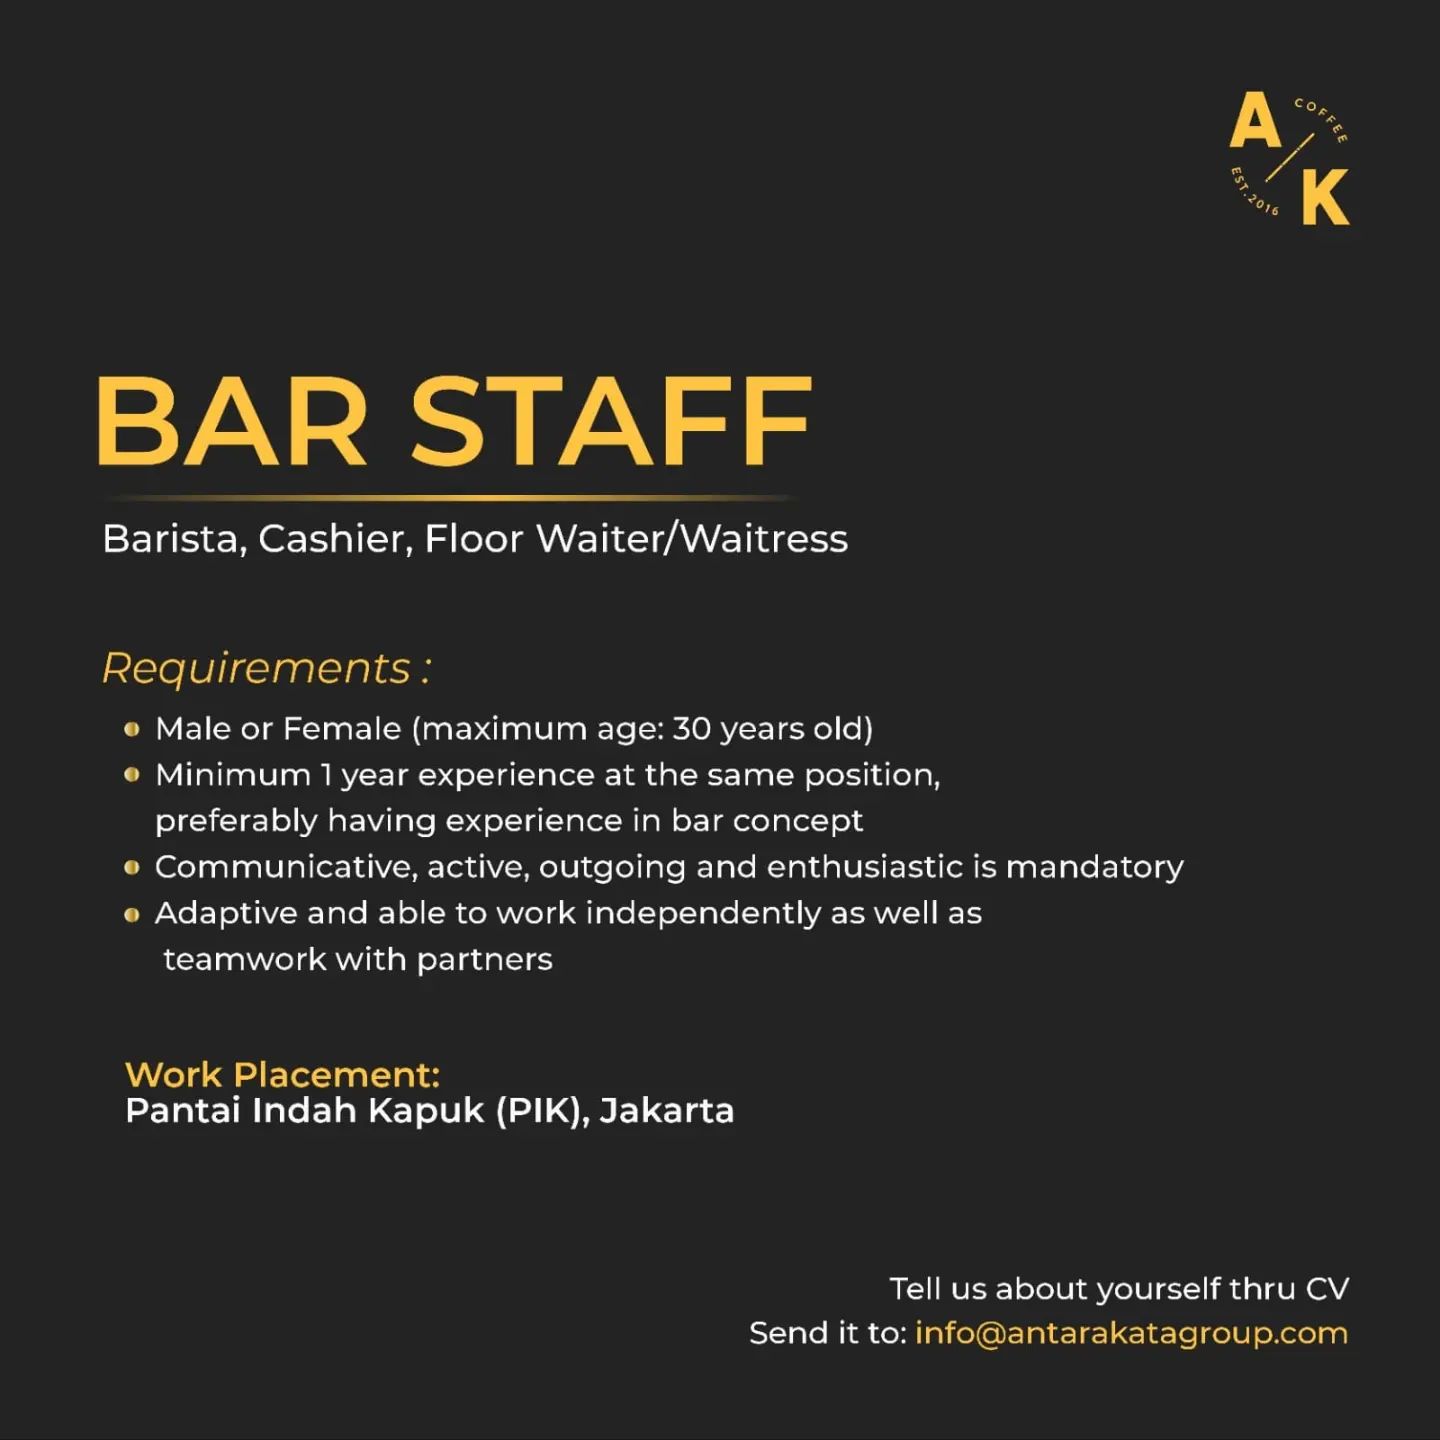 A
COFFEE
EST.2016
K
BAR STAFF
Barista, Cashier, Floor Waiter/Waitress
Requirements :
Male or Female (maximum age: 30 years old)
Minimum 1 year experience at the same position,
preferably having experience in bar concept
Communicative, active, outgoing and enthusiastic is mandatory
Adaptive and able to work independently as well as
teamwork with partners
Work Placement:
Pantai Indah Kapuk (PIK), Jakarta
Tell us about yourself thru CV
Send it to: info@antarakatagroup.com